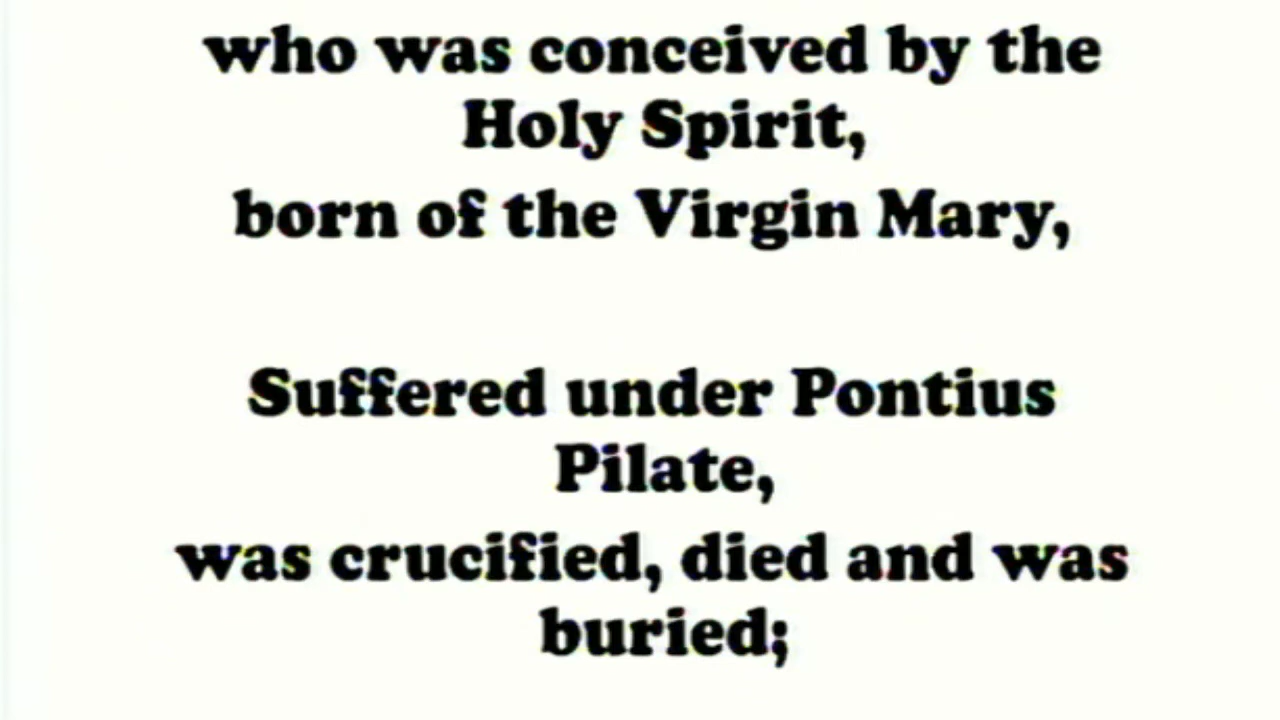 who was conceived by the
Holy Spirit,
born of the Virgin Mary,
Suffered under Pontius
Pilate,
was crucified, died and was
buried;